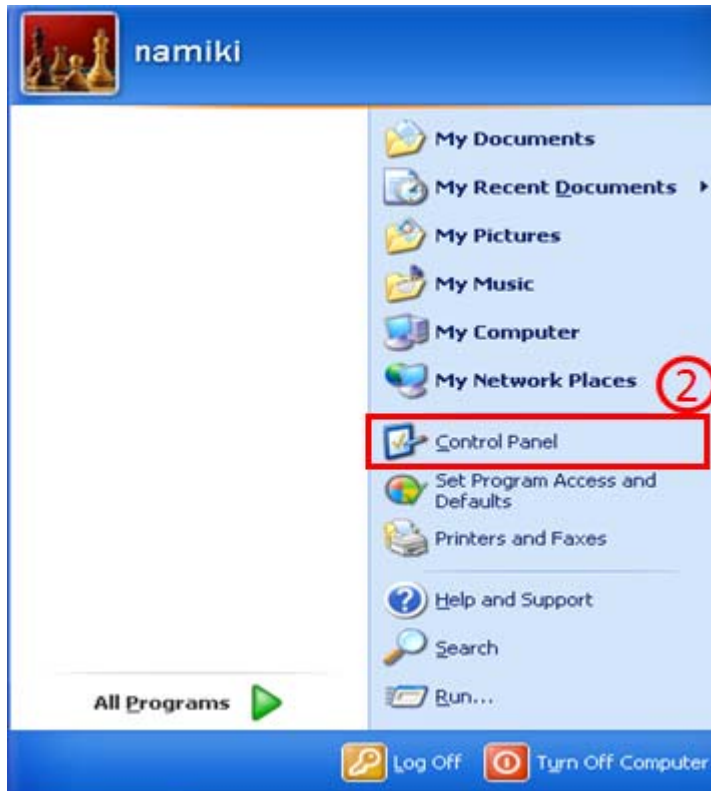 namiki
My Documents
My Recent Documents
My Pictures
My Music
My Computer
My Network Places
2
Control Panel
Set Program Access and
Defaults
Printers and Faxes
Help and Support
Search
Run...
All Programs
Log Off
Turn Off Computer